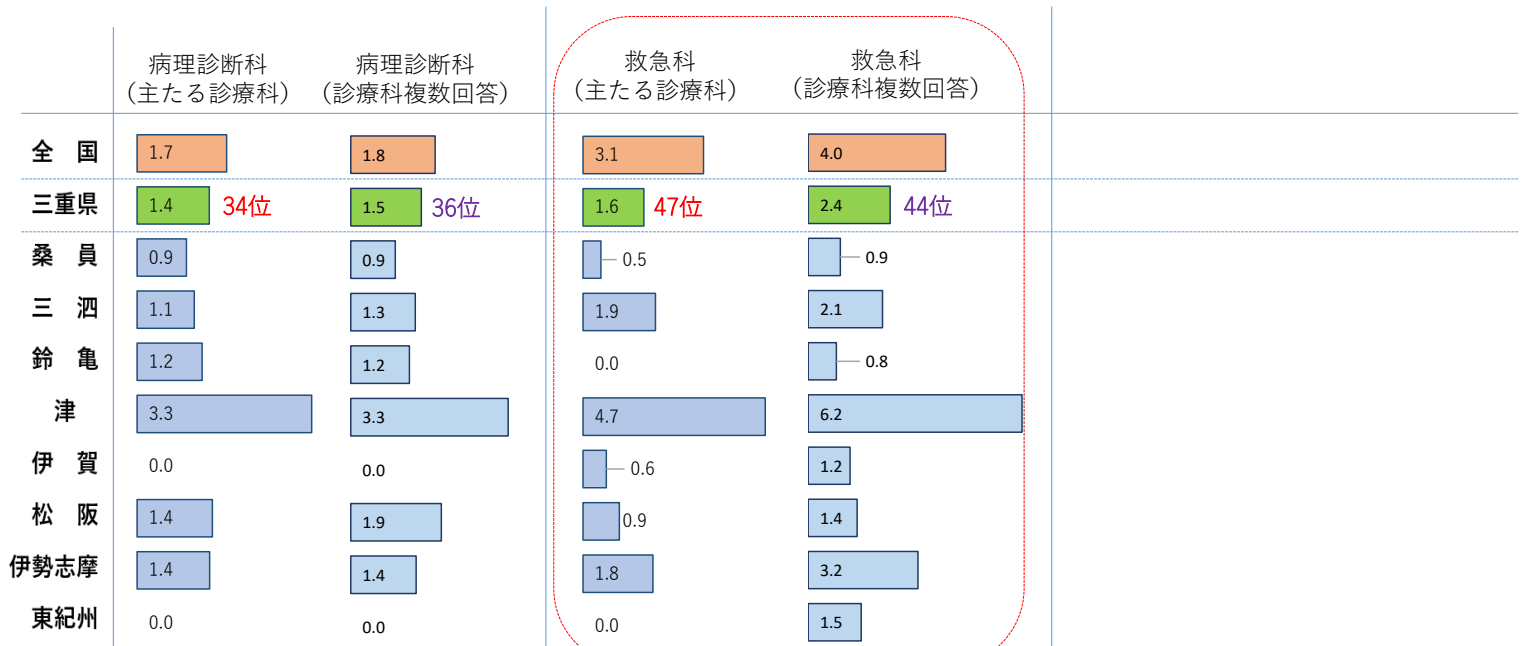 病理診断科 病理診断科 救急科 救急科
（主たる診療科） （診療科複数回答） （主たる診療科） （診療科複数回答）
全　国 1.7 1.8 3.1 4.0
三重県 1.4 34位 1.5 36位 1.6 47位 2.4 44位
桑　員 0.9 0.9 0.5 0.9
三　泗 1.1 1.3 1.9 2.1
鈴　亀 1.2 1.2 0.0 0.8
津 3.3 3.3 4.7 6.2
伊　賀 0.0 0.0 0.6 1.2
松　阪 1.4 1.9 0.9 1.4
伊勢志摩 1.4 1.4 1.8 3.2
東紀州 0.0 0.0 0.0 1.5